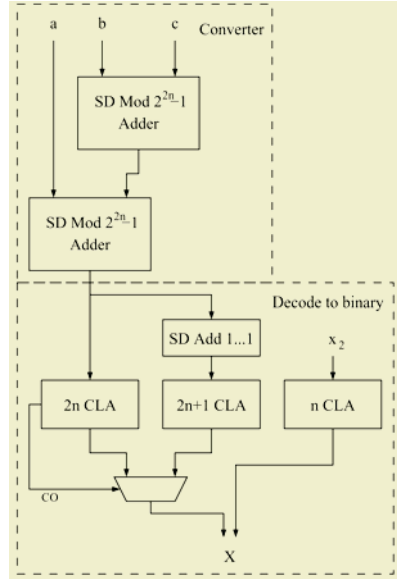 a b c Converter
SD Mod 2^{2n}-1
Adder
SD Mod 2^{2n}-1
Adder
Decode to binary
SD Add 1...1
x_2
2n CLA 2n+1 CLA n CLA
CO
X